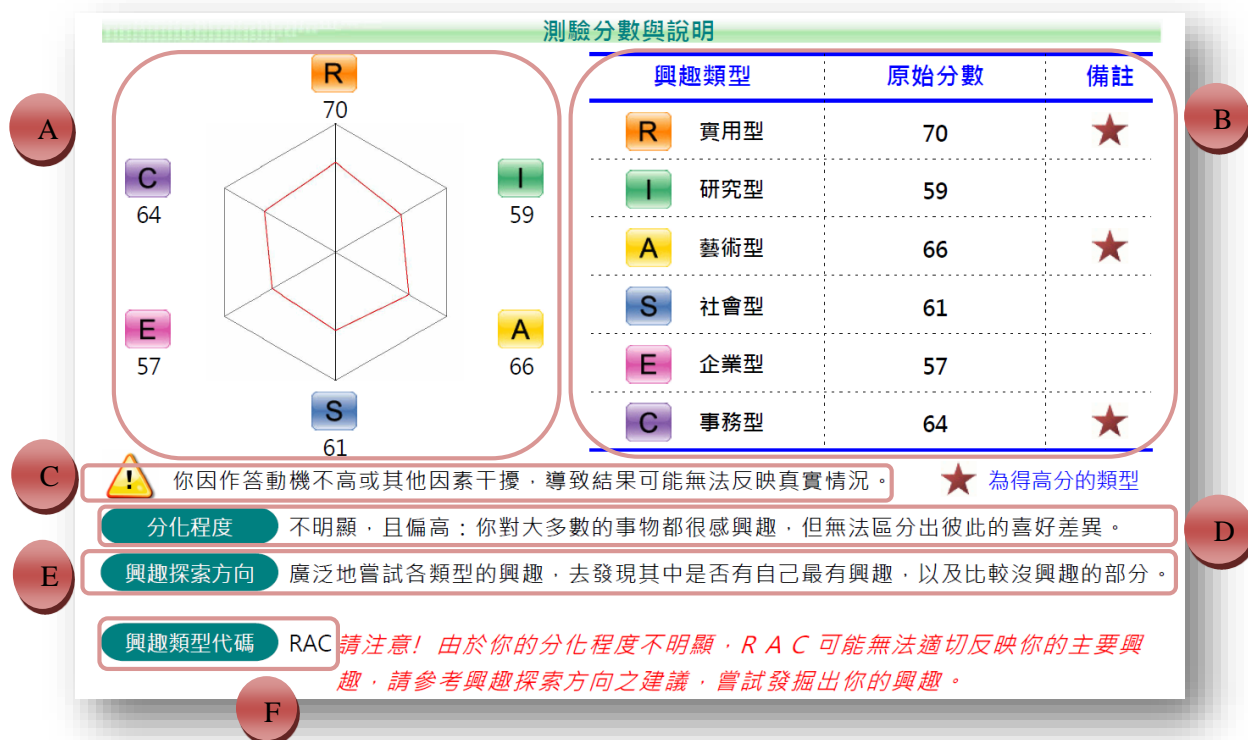 測驗分數與說明
A
R
70
C
64
I
59
E
57
A
66
S
61
B
興趣類型 原始分數 備註
R 實用型 70
I 研究型 59
A 藝術型 66
S 社會型 61
E 企業型 57
C 事務型 64
C
! 你因作答動機不高或其他因素干擾，導致結果可能無法反映真實情況。 為得高分的類型
分化程度 不明顯，且偏高：你對大多數的事物都很感興趣，但無法區分出彼此的喜好差異。
D
E
興趣探索方向 廣泛地嘗試各類型的興趣，去發現其中是否有自己最有興趣，以及比較沒興趣的部分。
興趣類型代碼 RAC 請注意! 由於你的分化程度不明顯，R A C 可能無法適切反映你的主要興
趣，請參考興趣探索方向之建議，嘗試發掘出你的興趣。
F